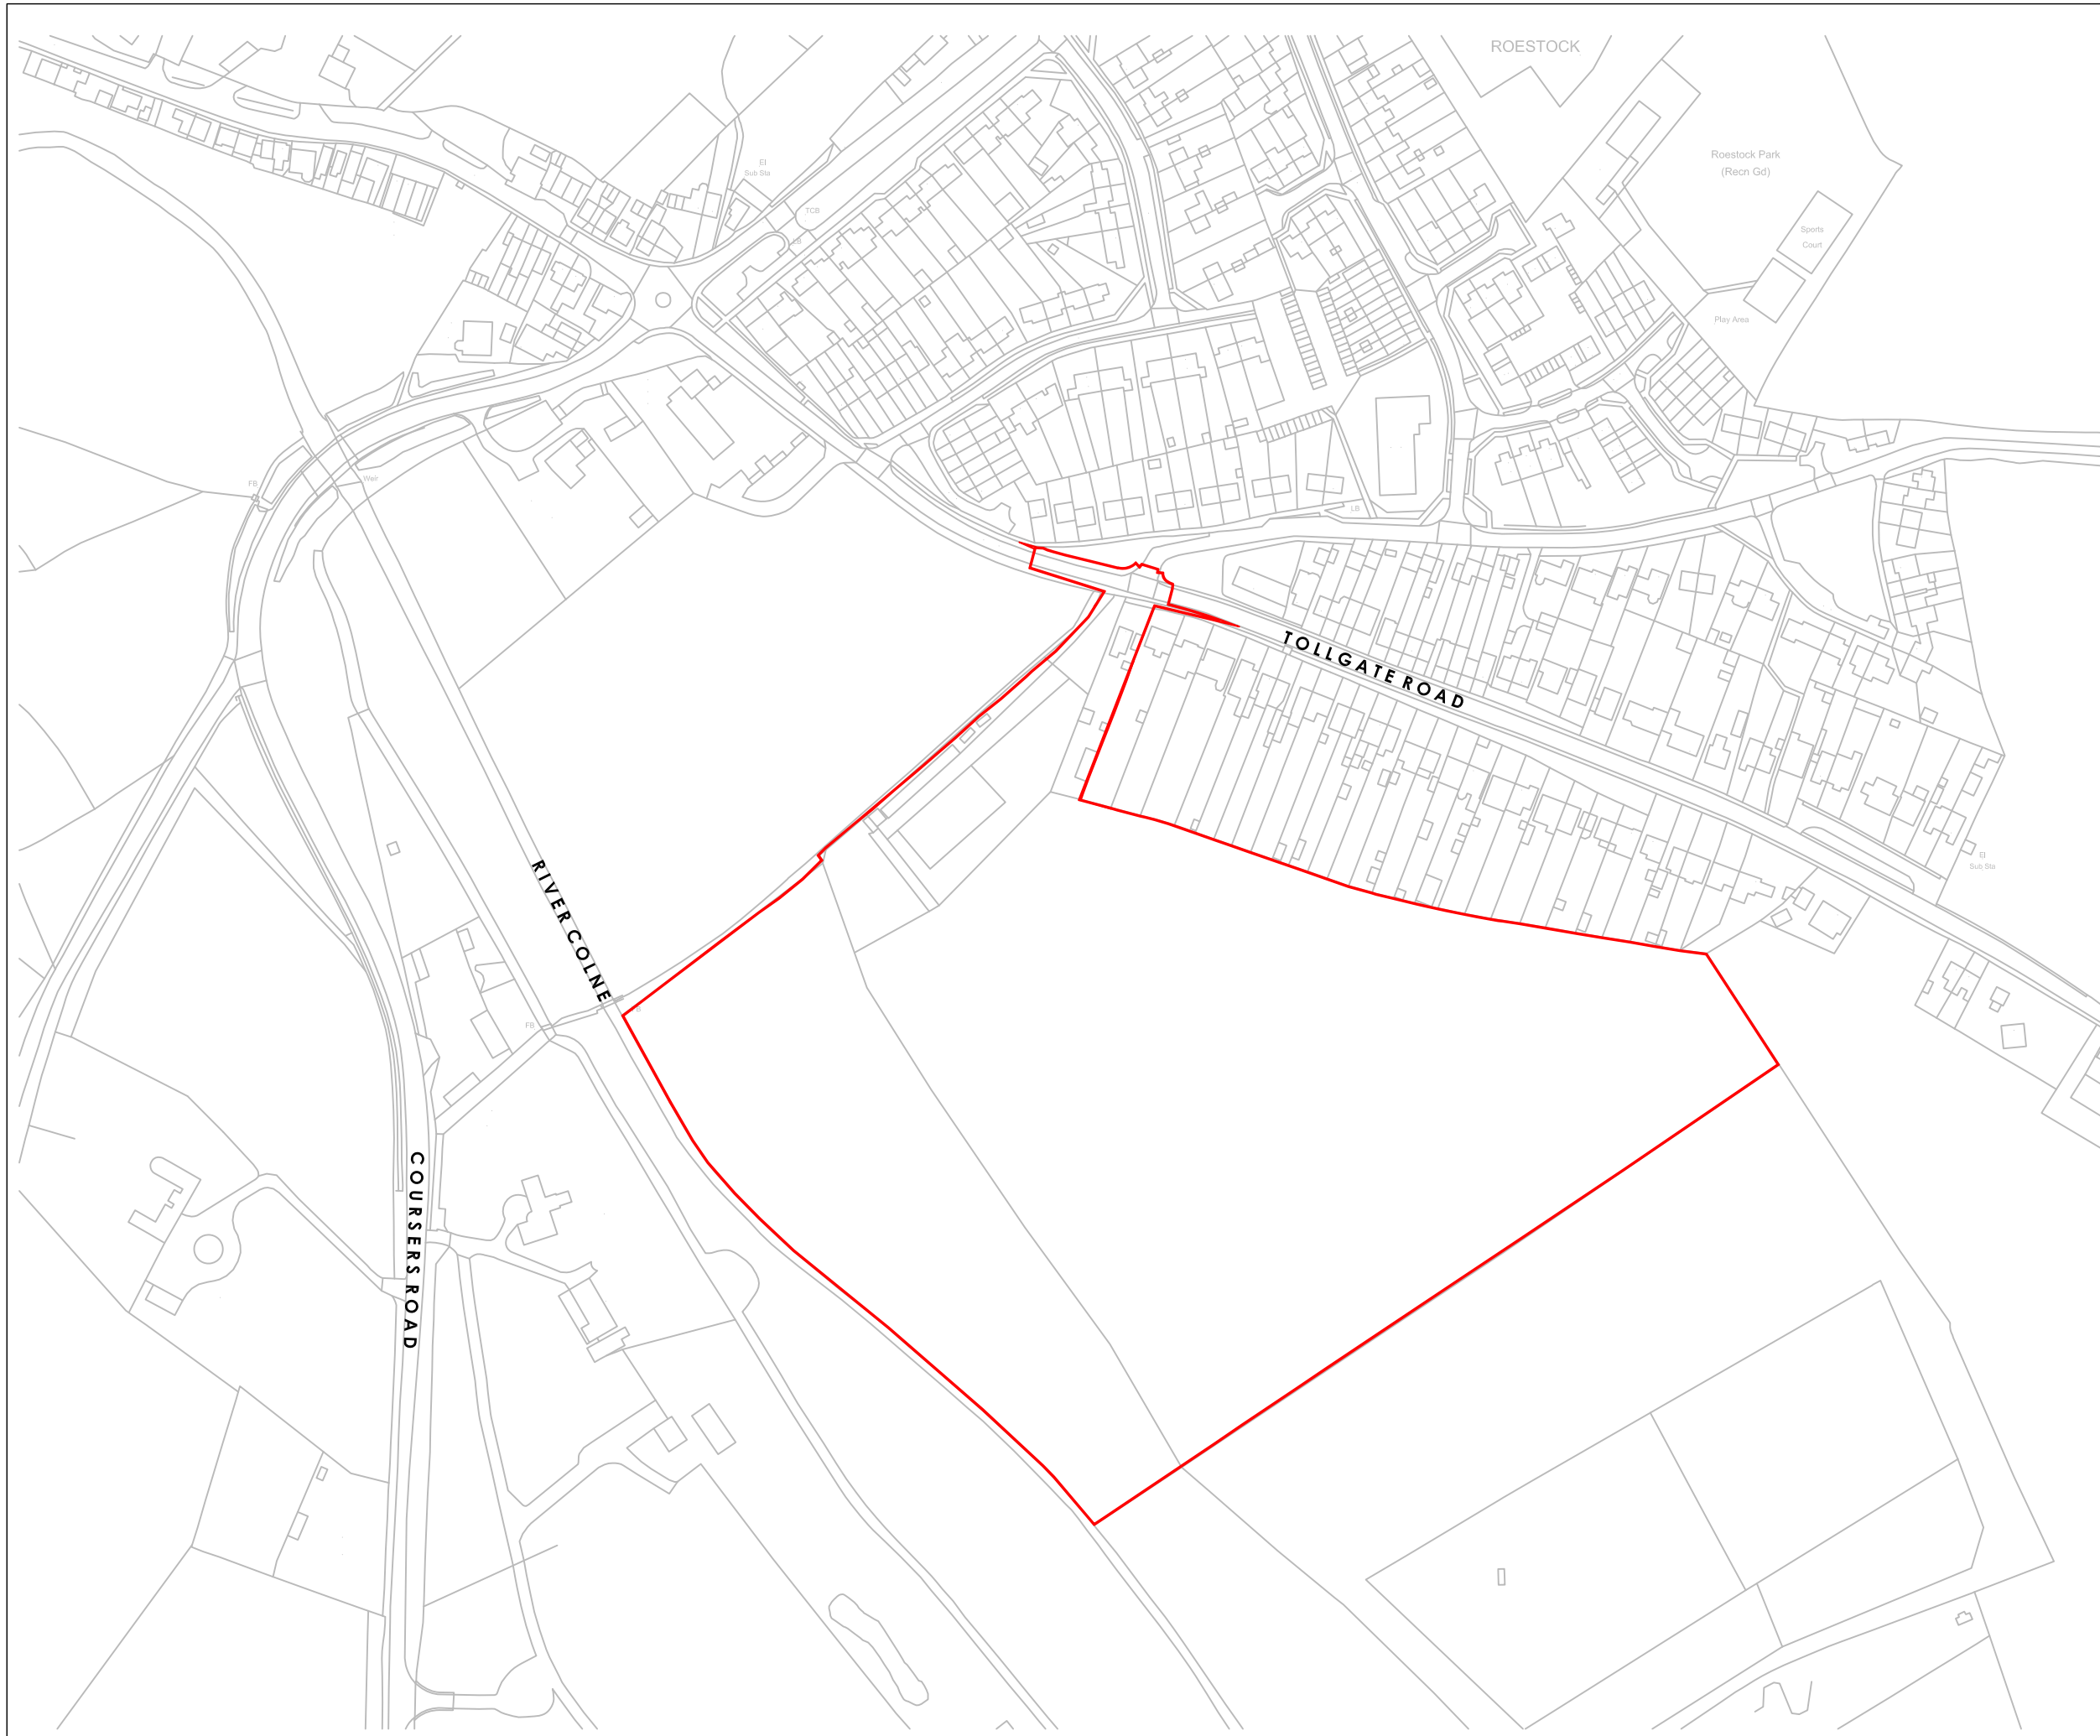 ROESTOCK
Roestock Park
(Recn Gd)
El
Sub Sta
TCB
LB
Sports
Court
Play Area
Weir
FB
LB
TOLLGATE ROAD
El
Sub Sta
RIVER COLNE
FB
COURSERS ROAD